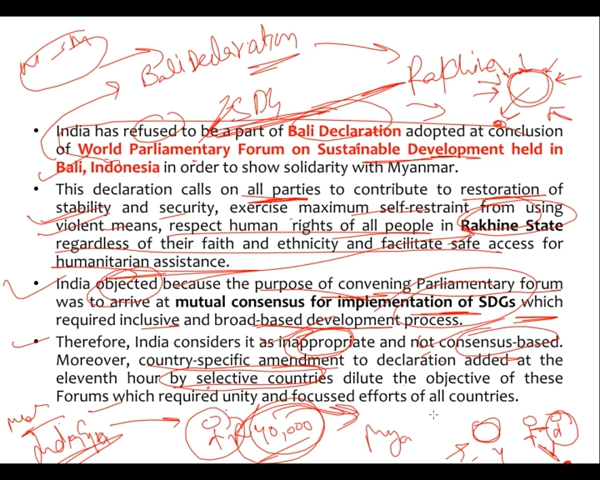 Bali Declaration
SDG
• India has refused to be a part of Bali Declaration adopted at conclusion
of World Parliamentary Forum on Sustainable Development held in
Bali, Indonesia in order to show solidarity with Myanmar.
• This declaration calls on all parties to contribute to restoration of
stability and security, exercise maximum self-restraint from using
violent means, respect human rights of all people in Rakhine State
regardless of their faith and ethnicity and facilitate safe access for
humanitarian assistance.
• India objected because the purpose of convening Parliamentary forum
was to arrive at mutual consensus for implementation of SDGs which
required inclusive and broad-based development process.
• Therefore, India considers it as inappropriate and not consensus-based.
Moreover, country-specific amendment to declaration added at the
eleventh hour by selective countries dilute the objective of these
Forums which required unity and focussed efforts of all countries.
40,000
mya